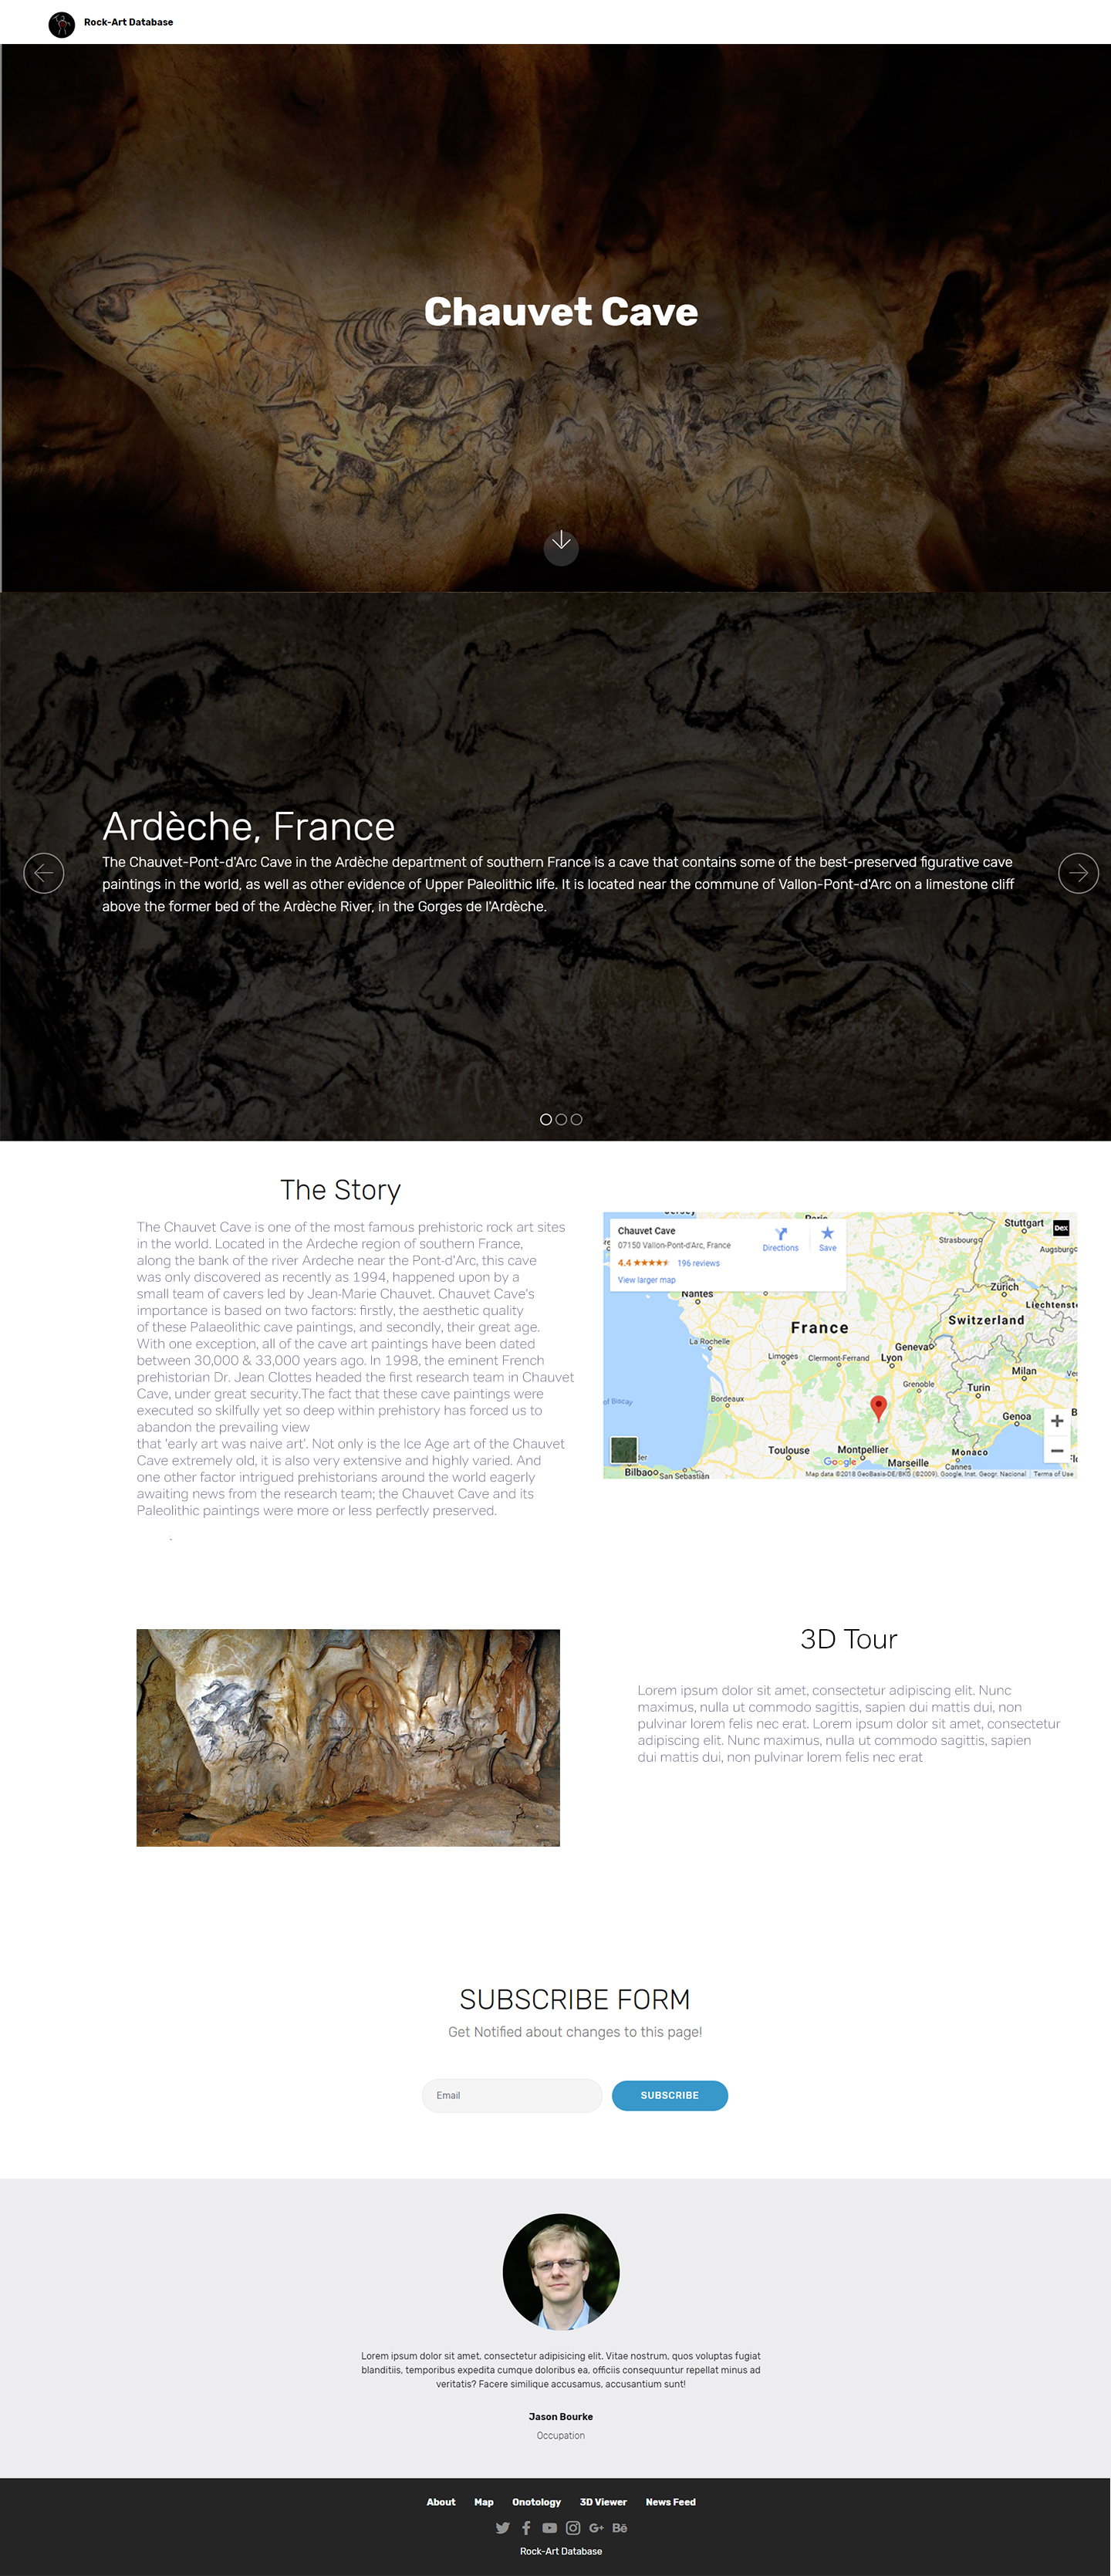 Rock-Art Database
Chauvet Cave
Ardèche, France
The Chauvet-Pont-d'Arc Cave in the Ardèche department of southern France is a cave that contains some of the best-preserved figurative cave
paintings in the world, as well as other evidence of Upper Paleolithic life. It is located near the commune of Vallon-Pont-d'Arc on a limestone cliff
above the former bed of the Ardèche River, in the Gorges de l'Ardèche.
The Story
The Chauvet Cave is one of the most famous prehistoric rock art sites
in the world. Located in the Ardeche region of southern France,
along the bank of the river Ardeche near the Pont-d'Arc, this cave
was only discovered as recently as 1994, happened upon by a
small team of cavers led by Jean-Marie Chauvet. Chauvet Cave's
importance is based on two factors: firstly, the aesthetic quality
of these Palaeolithic cave paintings, and secondly, their great age.
With one exception, all of the cave art paintings have been dated
between 30,000 & 33,000 years ago. In 1998, the eminent French
prehistorian Dr. Jean Clottes headed the first research team in Chauvet
Cave, under great security.The fact that these cave paintings were
executed so skilfully yet so deep within prehistory has forced us to
abandon the prevailing view
that 'early art was naive art'. Not only is the Ice Age art of the Chauvet
Cave extremely old, it is also very extensive and highly varied. And
one other factor intrigued prehistorians around the world eagerly
awaiting news from the research team; the Chauvet Cave and its
Paleolithic paintings were more or less perfectly preserved.
Chauvet Cave
07150 Vallon-Pont-d'Arc, France
4.4 196 reviews
View larger map
Directions
Save
Paris
Stuttgart
Dex
Strasbourg
Augsburg
Nantes
Zürich
Liechtenst
France
Switzerland
La Rochelle
Geneva
Limoges
Clermont-Ferrand
Lyon
Milan
Grenoble
Turin
Bordeaux
of Biscay
Genoa
Toulouse
Montpellier
Monaco
Google
Marseille
Cannes
Bilbao
San Sebastián
Map data ©2018 GeoBasis-DE/BKG (©2009), Google, Inst. Geogr. Nacional
Terms of Use
3D Tour
Lorem ipsum dolor sit amet, consectetur adipiscing elit. Nunc
maximus, nulla ut commodo sagittis, sapien dui mattis dui, non
pulvinar lorem felis nec erat. Lorem ipsum dolor sit amet, consectetur
adipiscing elit. Nunc maximus, nulla ut commodo sagittis, sapien
dui mattis dui, non pulvinar lorem felis nec erat
SUBSCRIBE FORM
Get Notified about changes to this page!
Email
SUBSCRIBE
Lorem ipsum dolor sit amet, consectetur adipisicing elit. Vitae nostrum, quos voluptas fugiat
blanditiis, temporibus expedita cumque doloribus ea, officiis consequuntur repellat minus ad
veritatis? Facere similique accusamus, accusantium sunt!
Jason Bourke
Occupation
About Map Onotology 3D Viewer News Feed
G+ Bē
Rock-Art Database